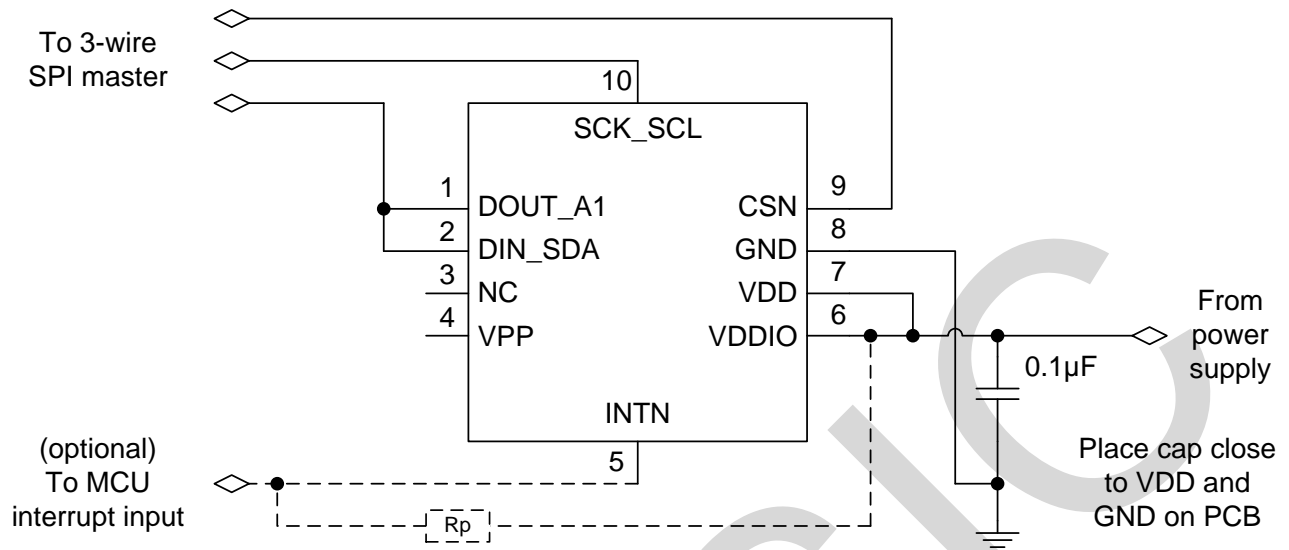 To 3-wire
SPI master
10
SCK_SCL
1
DOUT_A1
2
DIN_SDA
3
NC
4
VPP
9
CSN
8
GND
7
VDD
6
VDDIO
INTN
5
From
power
supply
0.1µF
Place cap close
to VDD and
GND on PCB
(optional)
To MCU
interrupt input
Rp